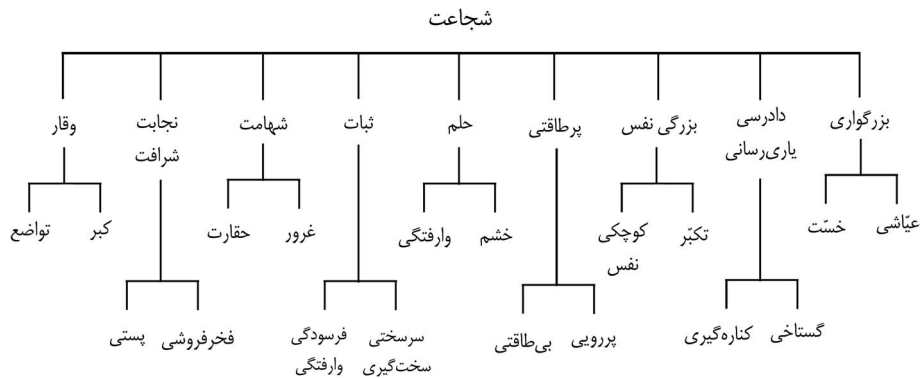 شجاعت
بزرگواری
دادرسی
یاری‌رسانی
بزرگی نفس
پرطاقتی
حلم
ثبات
شهامت
نجابت
شرافت
وقار
عیّاشی
خسّت
تکبّر
کوچکی
نفس
خشم
وارفتگی
غرور
حقارت
کبر
تواضع
گستاخی
کناره‌گیری
پررویی
بی‌طاقتی
سرسختی
سخت‌گیری
فرسودگی
وارفتگی
فخرفروشی
پستی